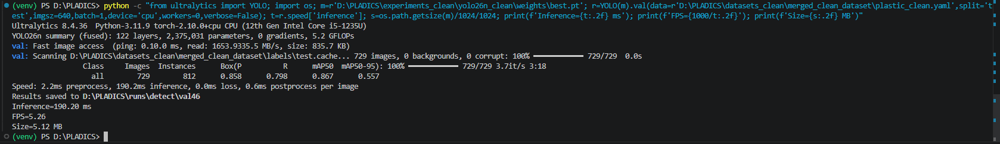 (venv) PS D:\PLADICS> python -c "from ultralytics import YOLO; import os; m=r'D:\PLADICS\experiments_clean\yolo26n_clean\weights\best.pt'; r=YOLO(m).val(data=r'D:\PLADICS\datasets_clean\merged_clean_dataset\plastic_clean.yaml',split='t
est',imgsz=640,batch=1,device='cpu',workers=0,verbose=False); t=r.speed['inference']; s=os.path.getsize(m)/1024/1024; print(f'Inference={t:.2f} ms'); print(f'FPS={1000/t:.2f}'); print(f'Size={s:.2f} MB')"
Ultralytics 8.4.36 Python-3.11.9 torch-2.10.0+cpu CPU (12th Gen Intel Core i5-1235U)
YOLO26n summary (fused): 122 layers, 2,375,031 parameters, 0 gradients, 5.2 GFLOPs
val: Fast image access (ping: 0.10.0 ms, read: 1653.9335.5 MB/s, size: 835.7 KB)
val: Scanning D:\PLADICS\datasets_clean\merged_clean_dataset\labels\test.cache... 729 images, 0 backgrounds, 0 corrupt: 100% ━━━━━━━━━━━━ 729/729 0.0s
Class Images Instances Box(P R mAP50 mAP50-95): 100% ━━━━━━━━━━━━ 729/729 3.7it/s 3:18
all 729 812 0.858 0.798 0.867 0.557
Speed: 2.2ms preprocess, 190.2ms inference, 0.0ms loss, 0.6ms postprocess per image
Results saved to D:\PLADICS\runs\detect\val46
Inference=190.20 ms
FPS=5.26
Size=5.12 MB
(venv) PS D:\PLADICS>